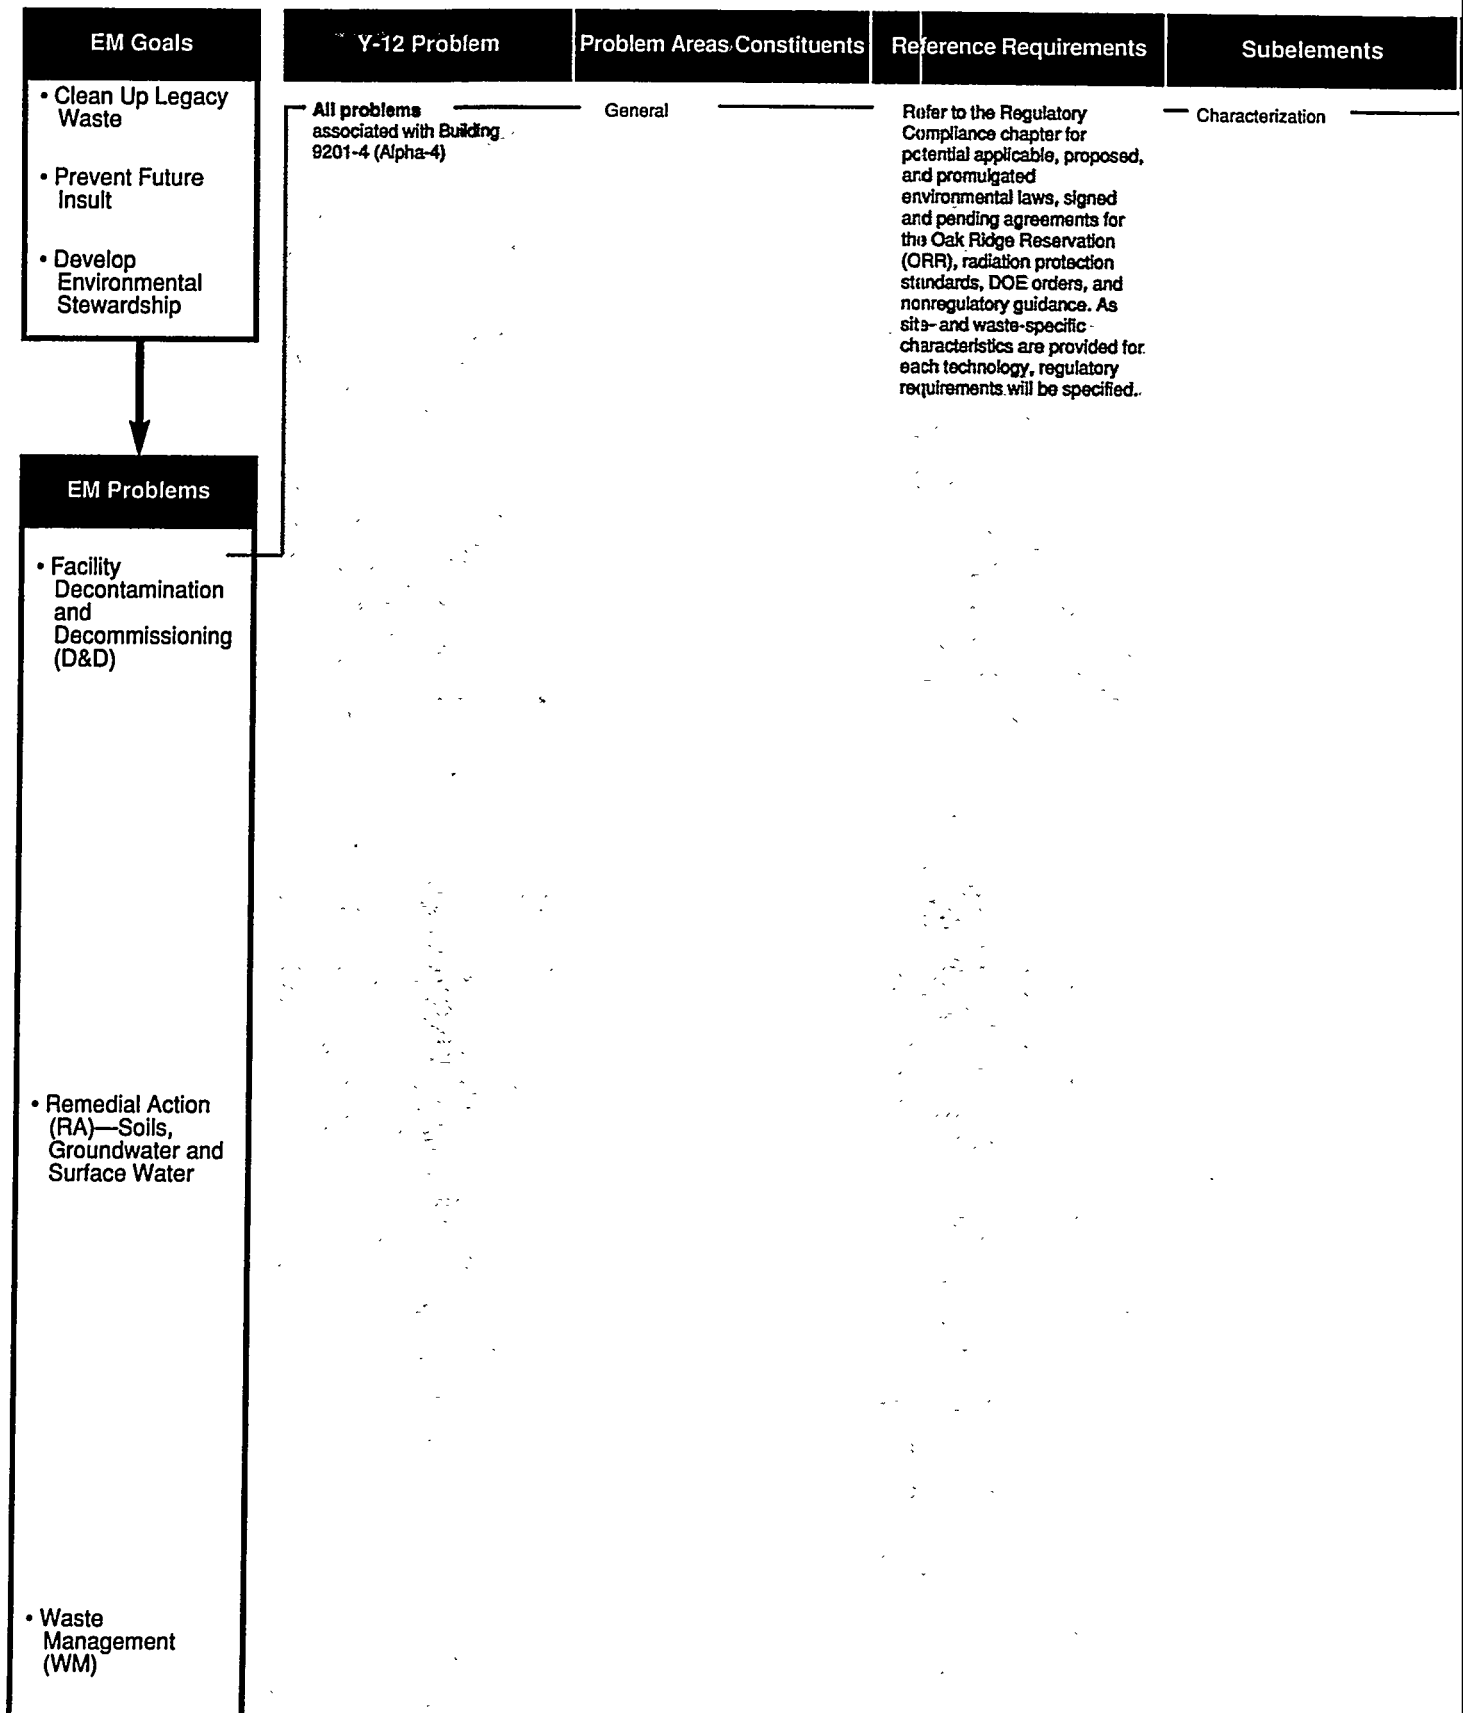 EM Goals
• Clean Up Legacy
Waste
• Prevent Future
Insult
• Develop
Environmental
Stewardship
EM Problems
• Facility
Decontamination
and
Decommissioning
(D&D)
• Remedial Action
(RA)—Soils,
Groundwater and
Surface Water
• Waste
Management
(WM)
Y-12 Problem
All problems
associated with Building
9201-4 (Alpha-4)
Problem Areas/Constituents
General
Reference Requirements
Refer to the Regulatory
Compliance chapter for
potential applicable, proposed,
and promulgated
environmental laws, signed
and pending agreements for
the Oak Ridge Reservation
(ORR), radiation protection
standards, DOE orders, and
nonregulatory guidance. As
site- and waste-specific
characteristics are provided for
each technology, regulatory
requirements will be specified.
Subelements
Characterization